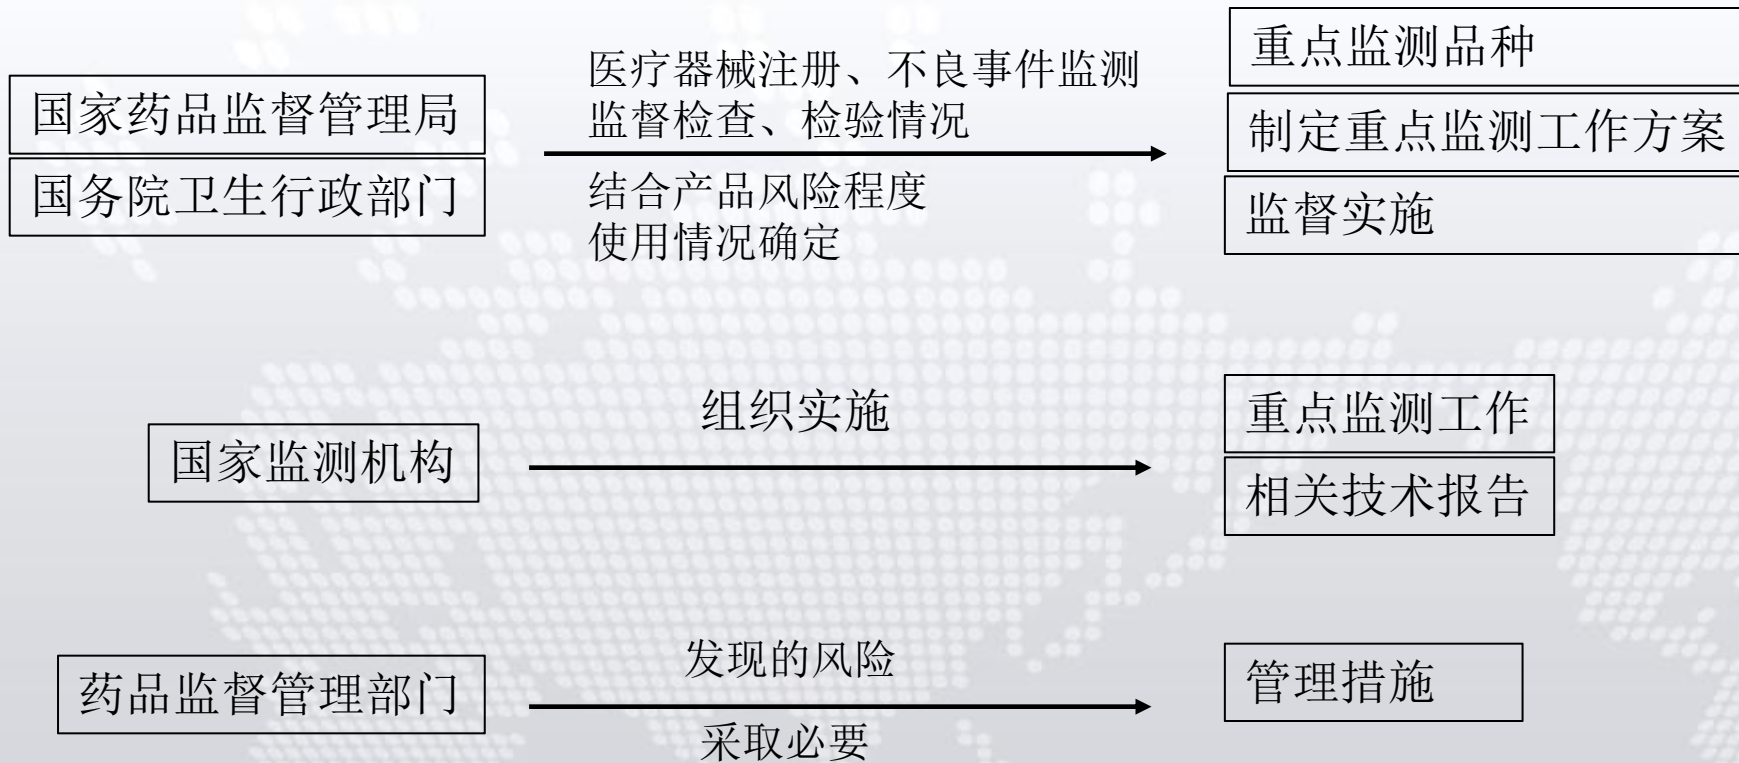 国家药品监督管理局
国务院卫生行政部门
医疗器械注册、不良事件监测
监督检查、检验情况
结合产品风险程度
使用情况确定
重点监测品种
制定重点监测工作方案
监督实施
国家监测机构
组织实施
重点监测工作
相关技术报告
药品监督管理部门
发现的风险
采取必要
管理措施